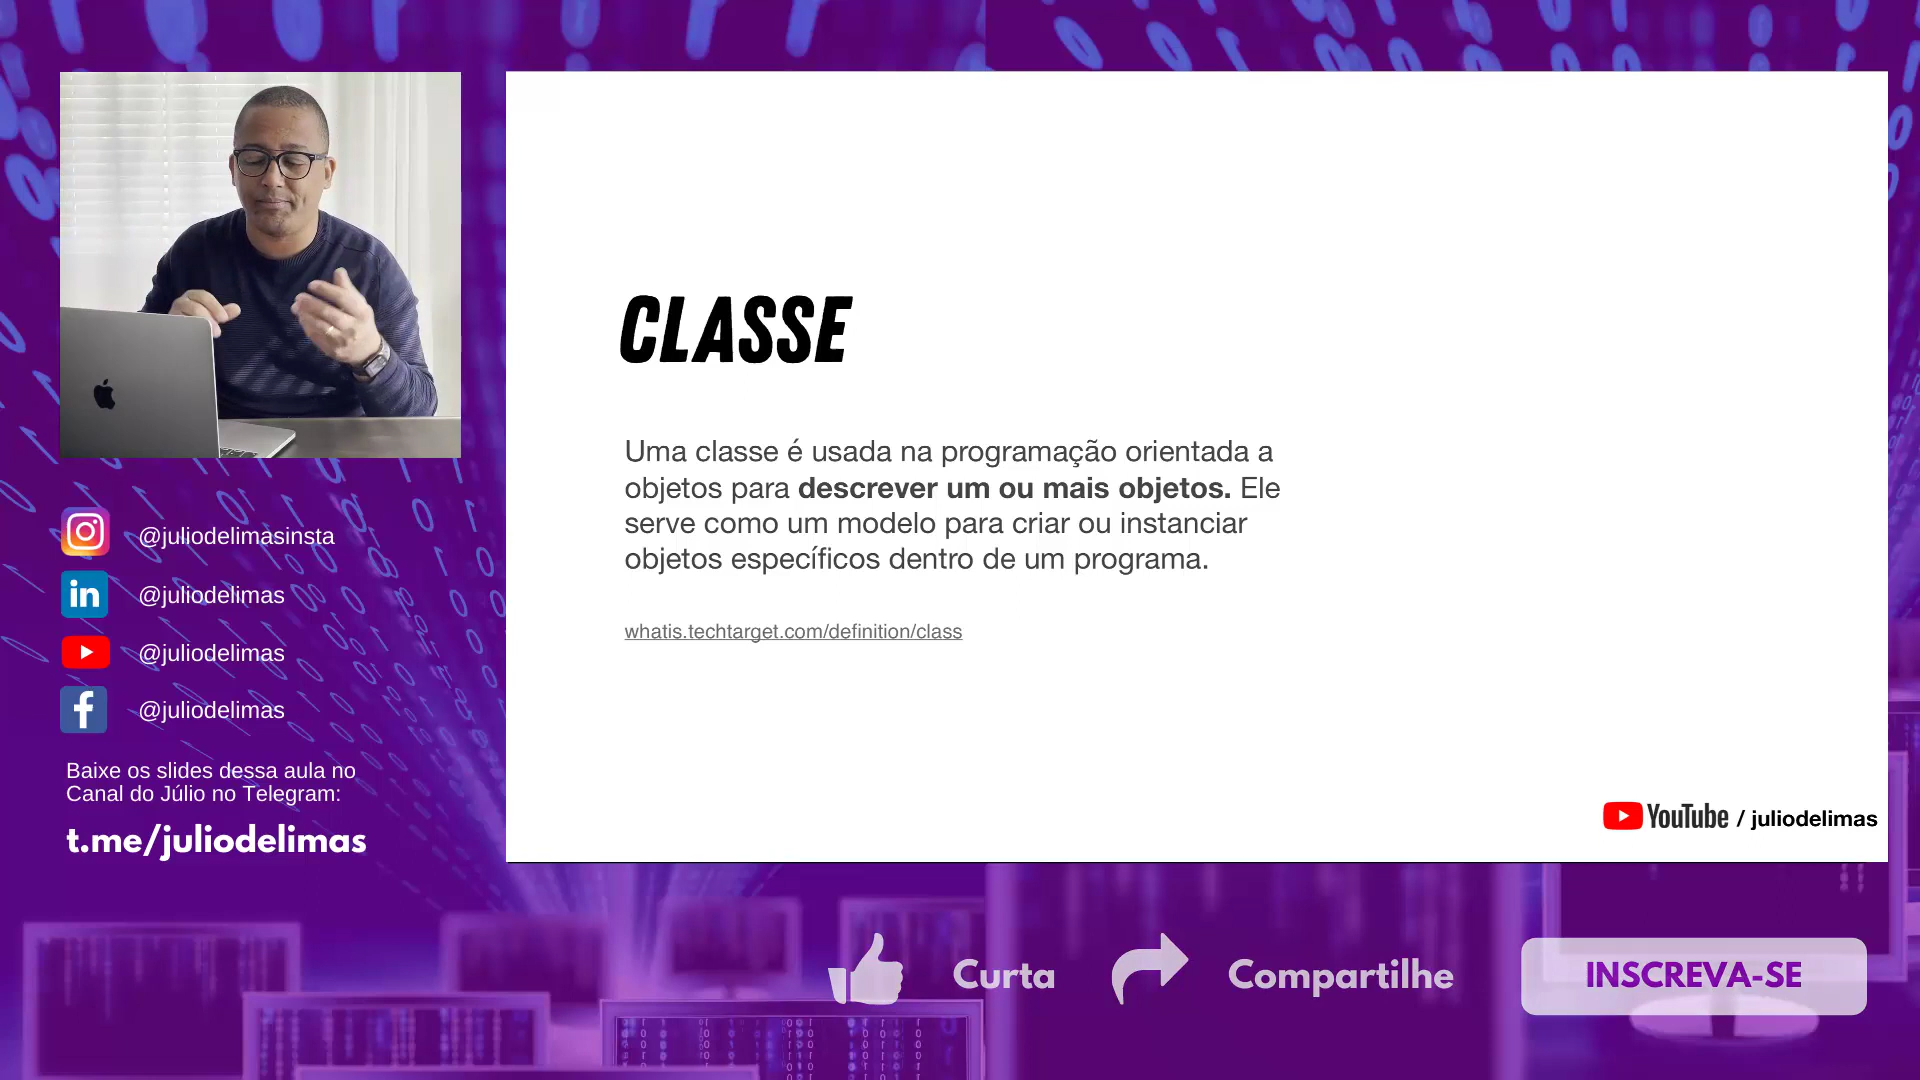 CLASSE
Uma classe é usada na programação orientada a
objetos para descrever um ou mais objetos. Ele
serve como um modelo para criar ou instanciar
objetos específicos dentro de um programa.
whatis.techtarget.com/definition/class
YouTube / juliodelimas
@juliodelimasinsta
in @juliodelimas
@juliodelimas
f @juliodelimas
Baixe os slides dessa aula no
Canal do Júlio no Telegram:
t.me/juliodelimas
Curta
Compartilhe
INSCREVA-SE